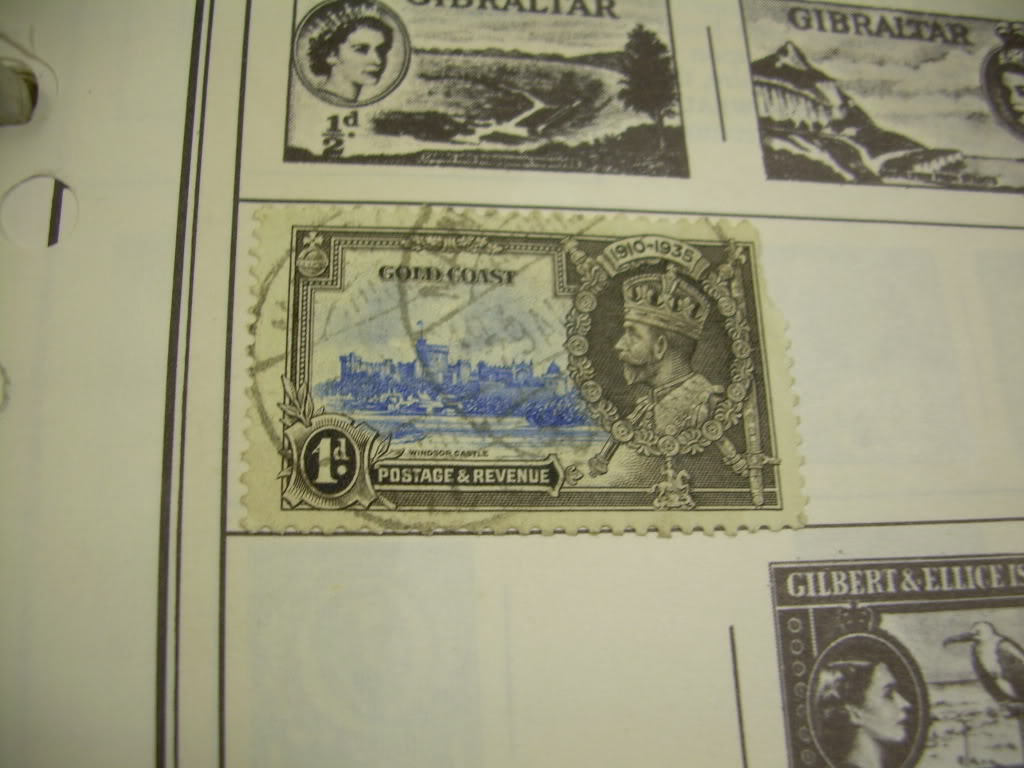 GIBRALTAR
½d.
GIBRALTAR
GOLD COAST
1910-1935
WINDSOR CASTLE
1d.
POSTAGE & REVENUE
GILBERT & ELLICE IS